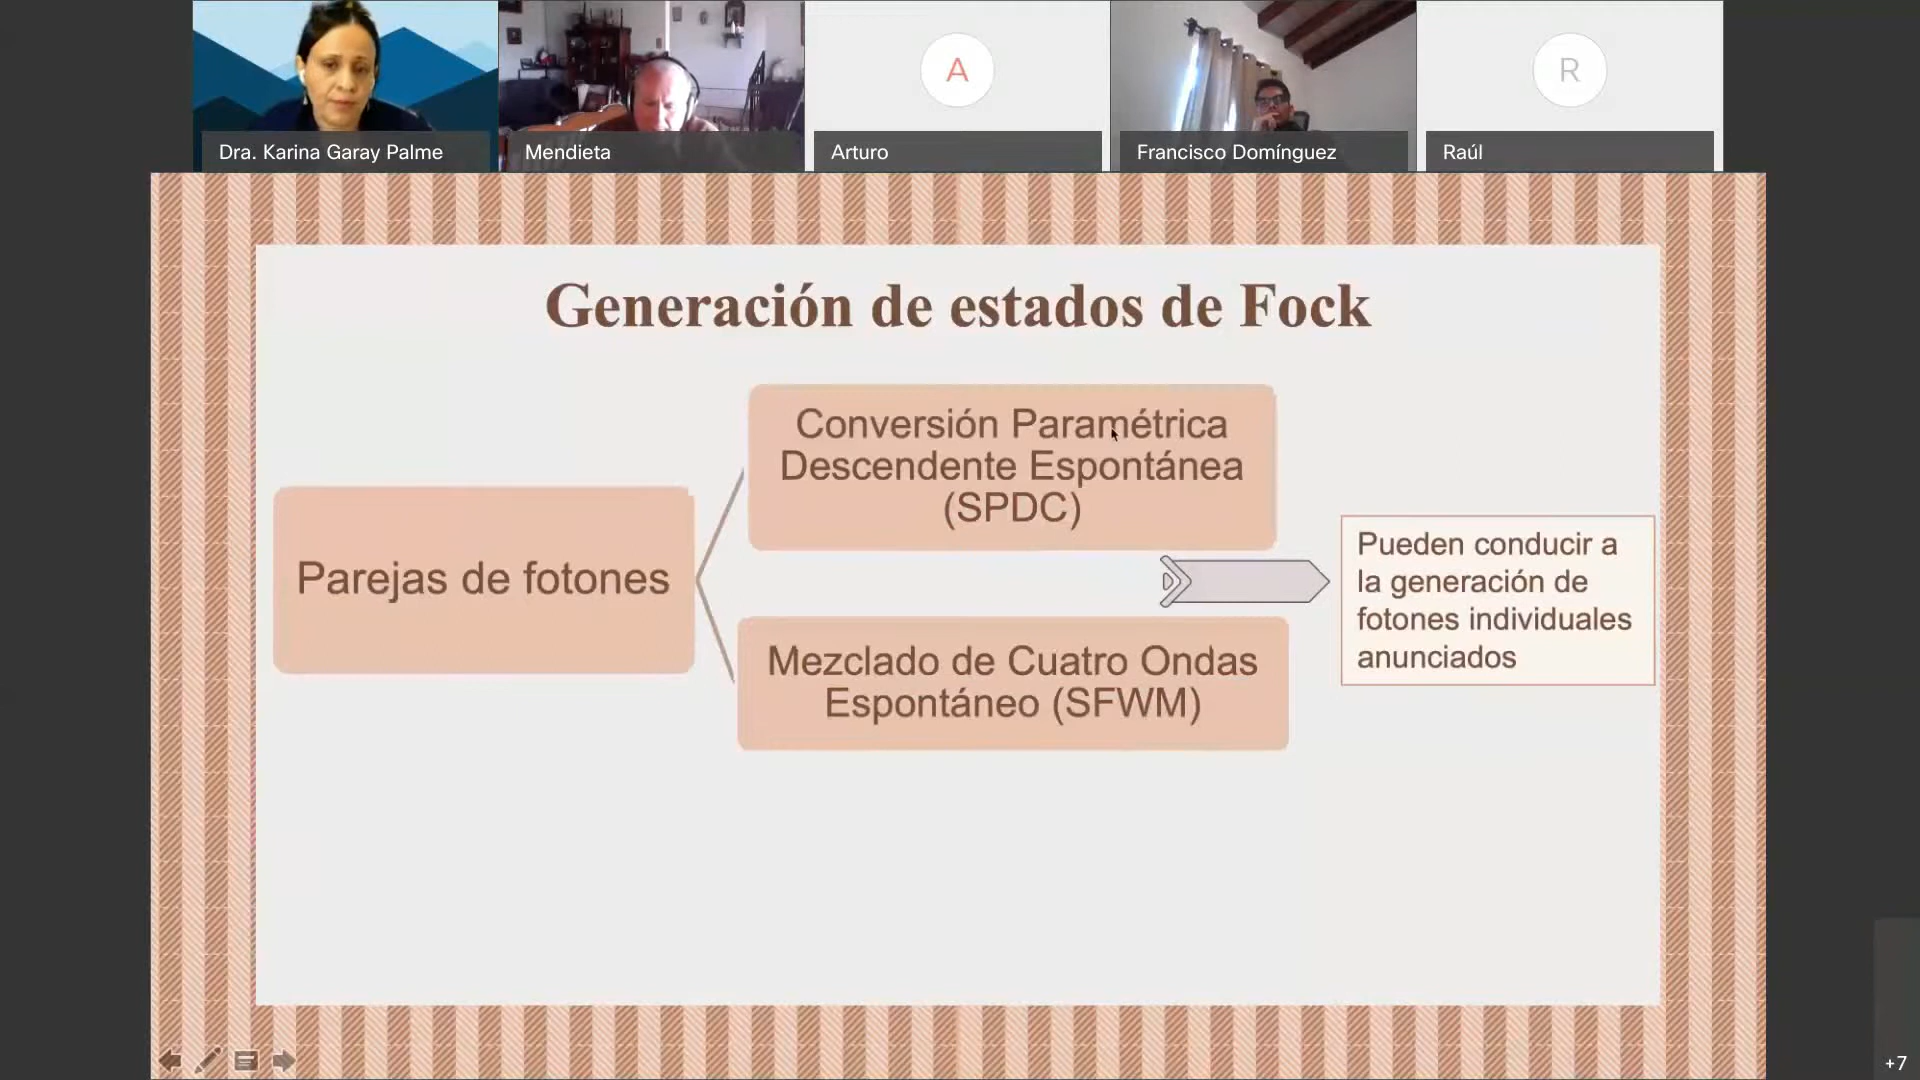 Dra. Karina Garay Palme
Mendieta
A
Arturo
Francisco Domínguez
R
Raúl
Generación de estados de Fock
Parejas de fotones
Conversión Paramétrica
Descendente Espontánea
(SPDC)
Mezclado de Cuatro Ondas
Espontáneo (SFWM)
Pueden conducir a
la generación de
fotones individuales
anunciados
+7